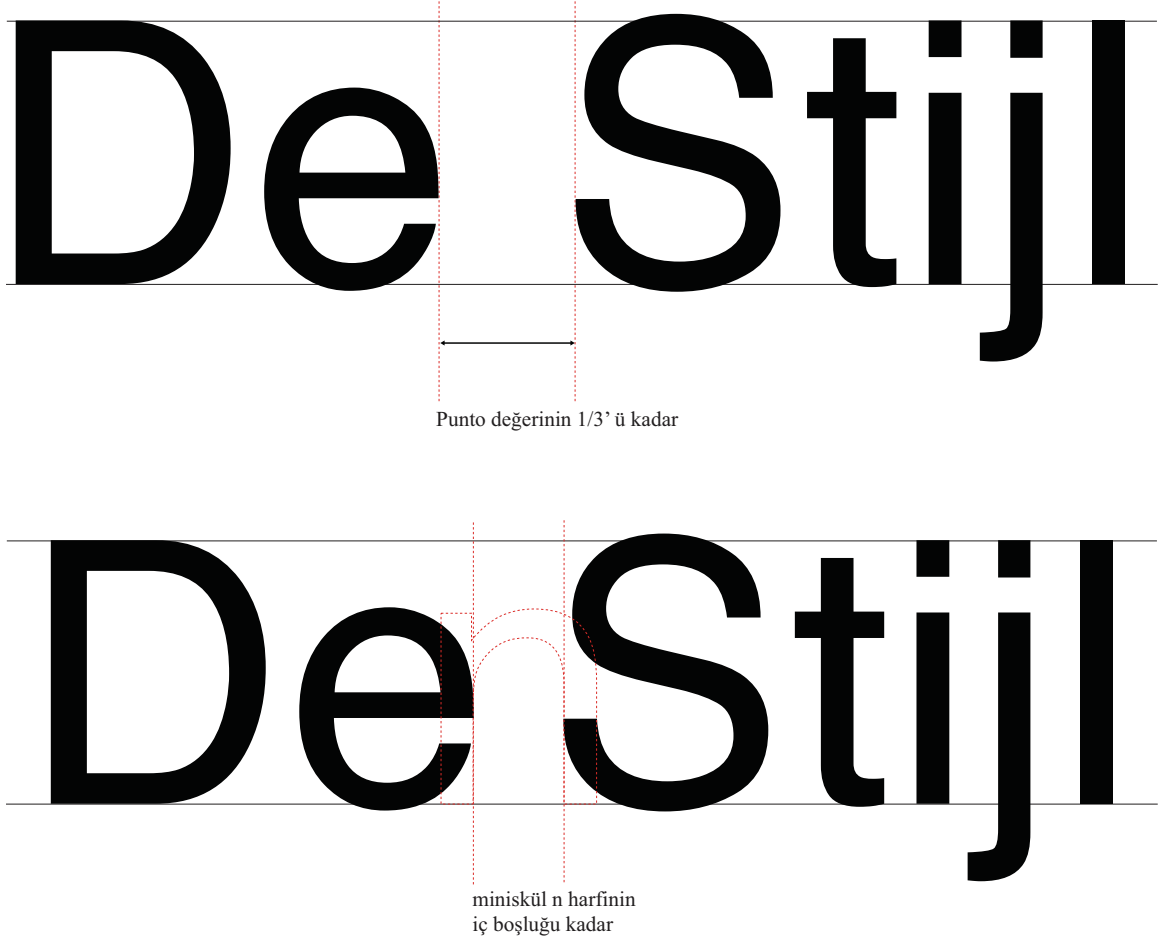 De Stijl
Punto değerinin 1/3’ ü kadar
De Stijl
miniskül n harfinin
iç boşluğu kadar